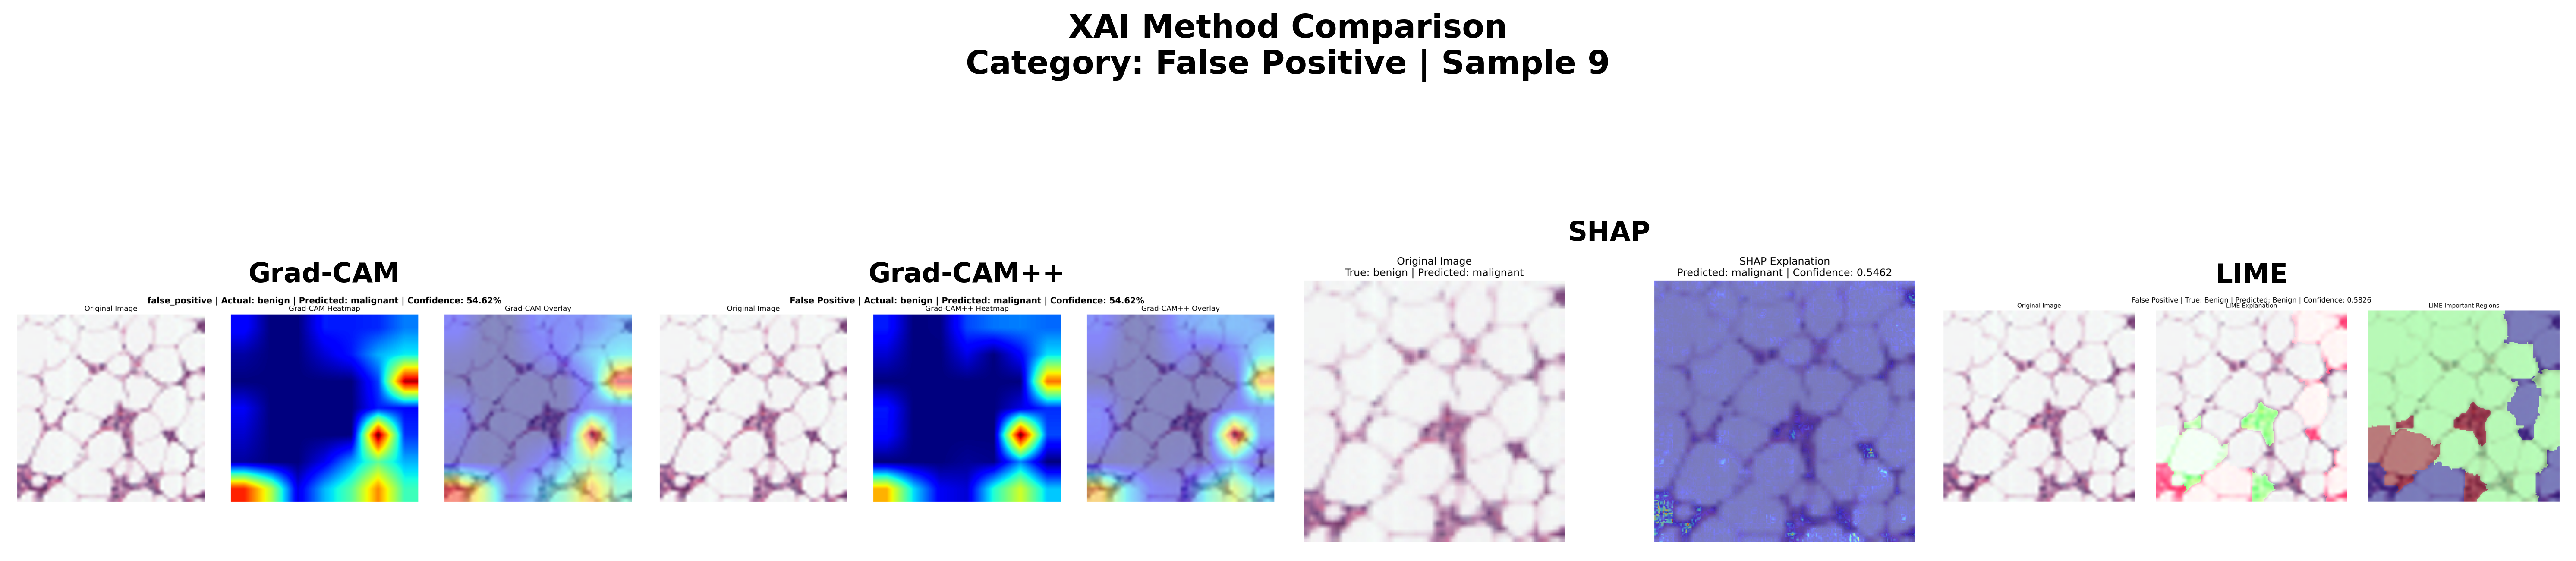 XAI Method Comparison
Category: False Positive | Sample 9
Grad-CAM
false_positive | Actual: benign | Predicted: malignant | Confidence: 54.62%
Original Image
Grad-CAM Heatmap
Grad-CAM Overlay
Grad-CAM++
False Positive | Actual: benign | Predicted: malignant | Confidence: 54.62%
Original Image
Grad-CAM++ Heatmap
Grad-CAM++ Overlay
SHAP
Original Image
True: benign | Predicted: malignant
SHAP Explanation
Predicted: malignant | Confidence: 0.5462
LIME
False Positive | True: Benign | Predicted: Benign | Confidence: 0.5826
Original Image
LIME Explanation
LIME Important Regions